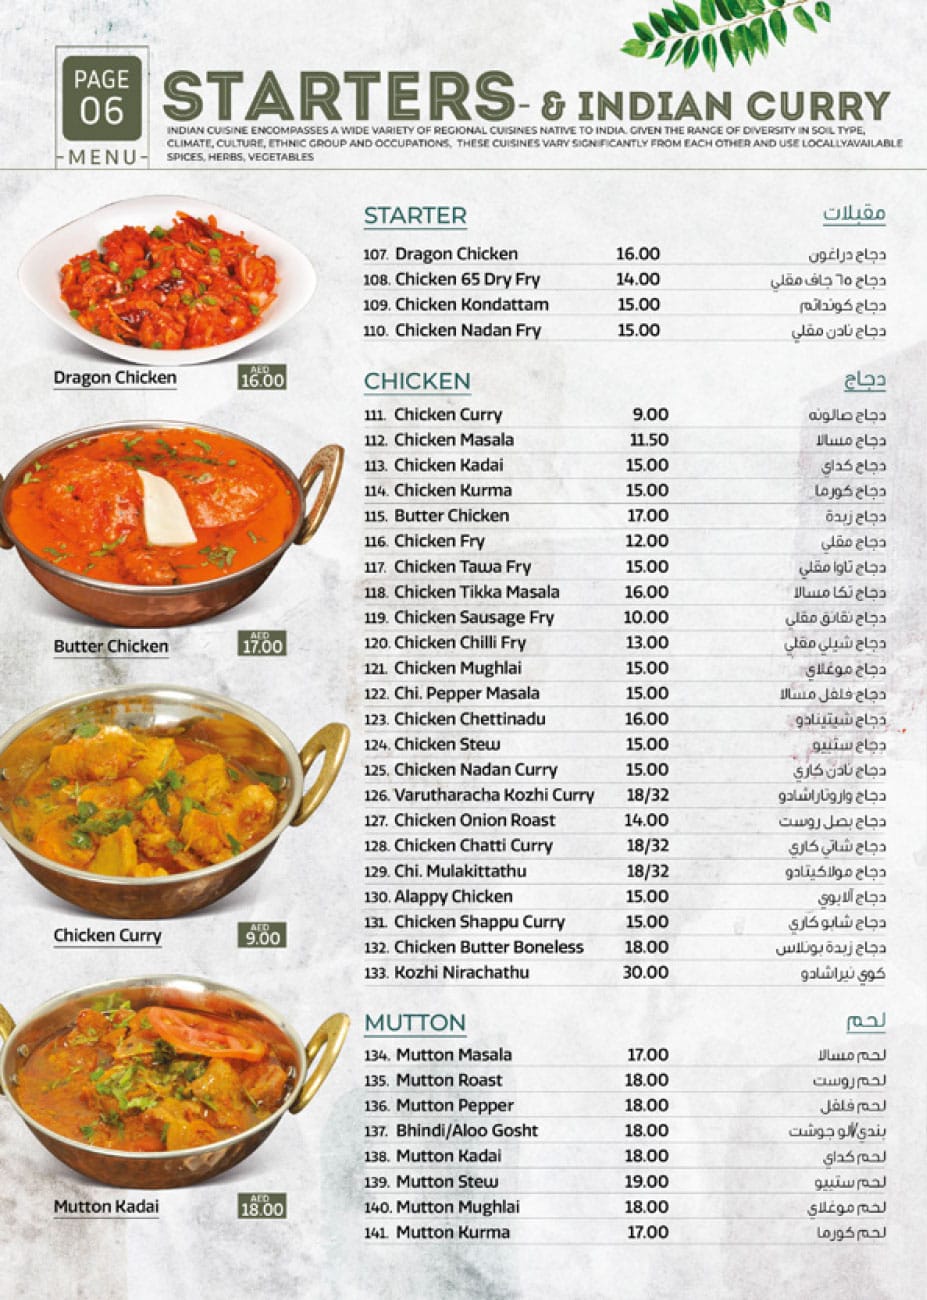 PAGE
06
-MENU-
STARTERS- & INDIAN CURRY
INDIAN CUISINE ENCOMPASSES A WIDE VARIETY OF REGIONAL CUISINES NATIVE TO INDIA. GIVEN THE RANGE OF DIVERSITY IN SOIL TYPE,
CLIMATE, CULTURE, ETHNIC GROUP AND OCCUPATIONS, THESE CUISINES VARY SIGNIFICANTLY FROM EACH OTHER AND USE LOCALLYAVAILABLE
SPICES, HERBS, VEGETABLES
Dragon Chicken AED 16.00
Butter Chicken AED 17.00
Chicken Curry AED 9.00
Mutton Kadai AED 18.00
STARTER مقبلات
107. Dragon Chicken 16.00 دجاج دراغون
108. Chicken 65 Dry Fry 14.00 دجاج ٦٥ جاف مقلي
109. Chicken Kondattam 15.00 دجاج كونداتم
110. Chicken Nadan Fry 15.00 دجاج نادن مقلي
CHICKEN دجاج
111. Chicken Curry 9.00 دجاج صالونه
112. Chicken Masala 11.50 دجاج مسالا
113. Chicken Kadai 15.00 دجاج كداي
114. Chicken Kurma 15.00 دجاج كورما
115. Butter Chicken 17.00 دجاج زبدة
116. Chicken Fry 12.00 دجاج مقلي
117. Chicken Tawa Fry 15.00 دجاج تاوا مقلي
118. Chicken Tikka Masala 16.00 دجاج تكا مسالا
119. Chicken Sausage Fry 10.00 دجاج نقانق مقلي
120. Chicken Chilli Fry 13.00 دجاج شيلي مقلي
121. Chicken Mughlai 15.00 دجاج موغلاي
122. Chi. Pepper Masala 15.00 دجاج فلفل مسالا
123. Chicken Chettinadu 16.00 دجاج شيتينادو
124. Chicken Stew 15.00 دجاج ستييو
125. Chicken Nadan Curry 15.00 دجاج نادن كاري
126. Varutharacha Kozhi Curry 18/32 دجاج واروتاراشادو
127. Chicken Onion Roast 14.00 دجاج بصل روست
128. Chicken Chatti Curry 18/32 دجاج شاتي كاري
129. Chi. Mulakittathu 18/32 دجاج مولاكيتادو
130. Alappy Chicken 15.00 دجاج آلابوي
131. Chicken Shappu Curry 15.00 دجاج شابو كاري
132. Chicken Butter Boneless 18.00 دجاج زبدة بونلاس
133. Kozhi Nirachathu 30.00 كوي نيراشادو
MUTTON لحم
134. Mutton Masala 17.00 لحم مسالا
135. Mutton Roast 18.00 لحم روست
136. Mutton Pepper 18.00 لحم فلفل
137. Bhindi/Aloo Gosht 18.00 بندي/الو جوشت
138. Mutton Kadai 18.00 لحم كداي
139. Mutton Stew 19.00 لحم ستييو
140. Mutton Mughlai 18.00 لحم موغلاي
141. Mutton Kurma 17.00 لحم كورما